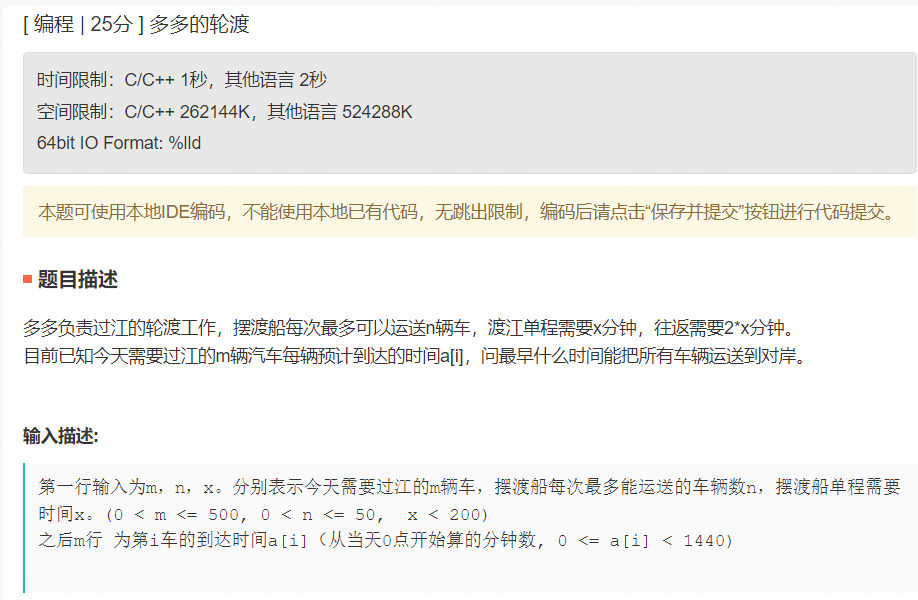 [ 编程 | 25分 ] 多多的轮渡
时间限制：C/C++ 1秒，其他语言 2秒
空间限制：C/C++ 262144K，其他语言 524288K
64bit IO Format: %lld
本题可使用本地IDE编码，不能使用本地已有代码，无跳出限制，编码后请点击“保存并提交”按钮进行代码提交。
题目描述
多多负责过江的轮渡工作，摆渡船每次最多可以运送n辆车，渡江单程需要x分钟，往返需要2*x分钟。
目前已知今天需要过江的m辆汽车每辆预计到达的时间a[i]，问最早什么时间能把所有车辆运送到对岸。
输入描述:
第一行输入为m，n，x。分别表示今天需要过江的m辆车，摆渡船每次最多能运送的车辆数n，摆渡船单程需要
时间x。(0 < m <= 500, 0 < n <= 50,  x < 200)
之后m行 为第i车的到达时间a[i]（从当天0点开始算的分钟数, 0 <= a[i] < 1440)